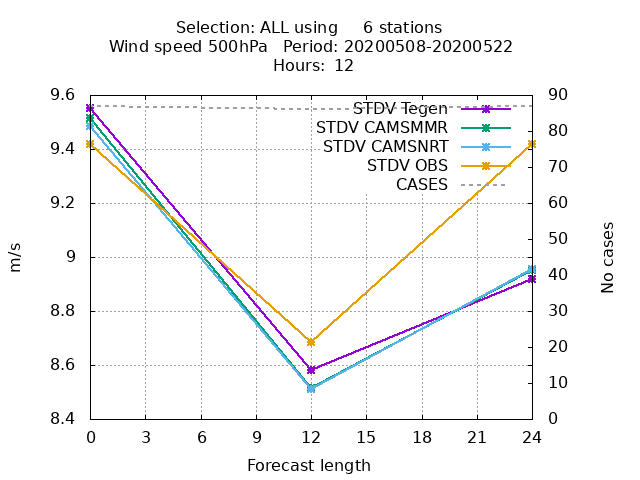 Selection: ALL using     6 stations
Wind speed 500hPa   Period: 20200508-20200522
Hours: 12
9.6
9.4
9.2
9
8.8
8.6
8.4
m/s
STDV Tegen
STDV CAMSMMR
STDV CAMSNRT
STDV OBS
CASES
90
80
70
60
50
40
30
20
10
0
No cases
0 3 6 9 12 15 18 21 24
Forecast length